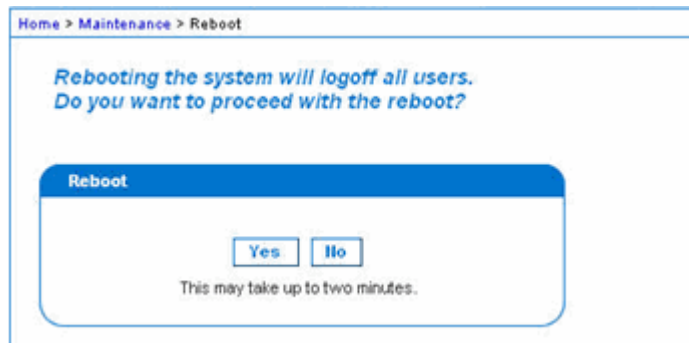 Home > Maintenance > Reboot
Rebooting the system will logoff all users.
Do you want to proceed with the reboot?
Reboot
Yes No
This may take up to two minutes.